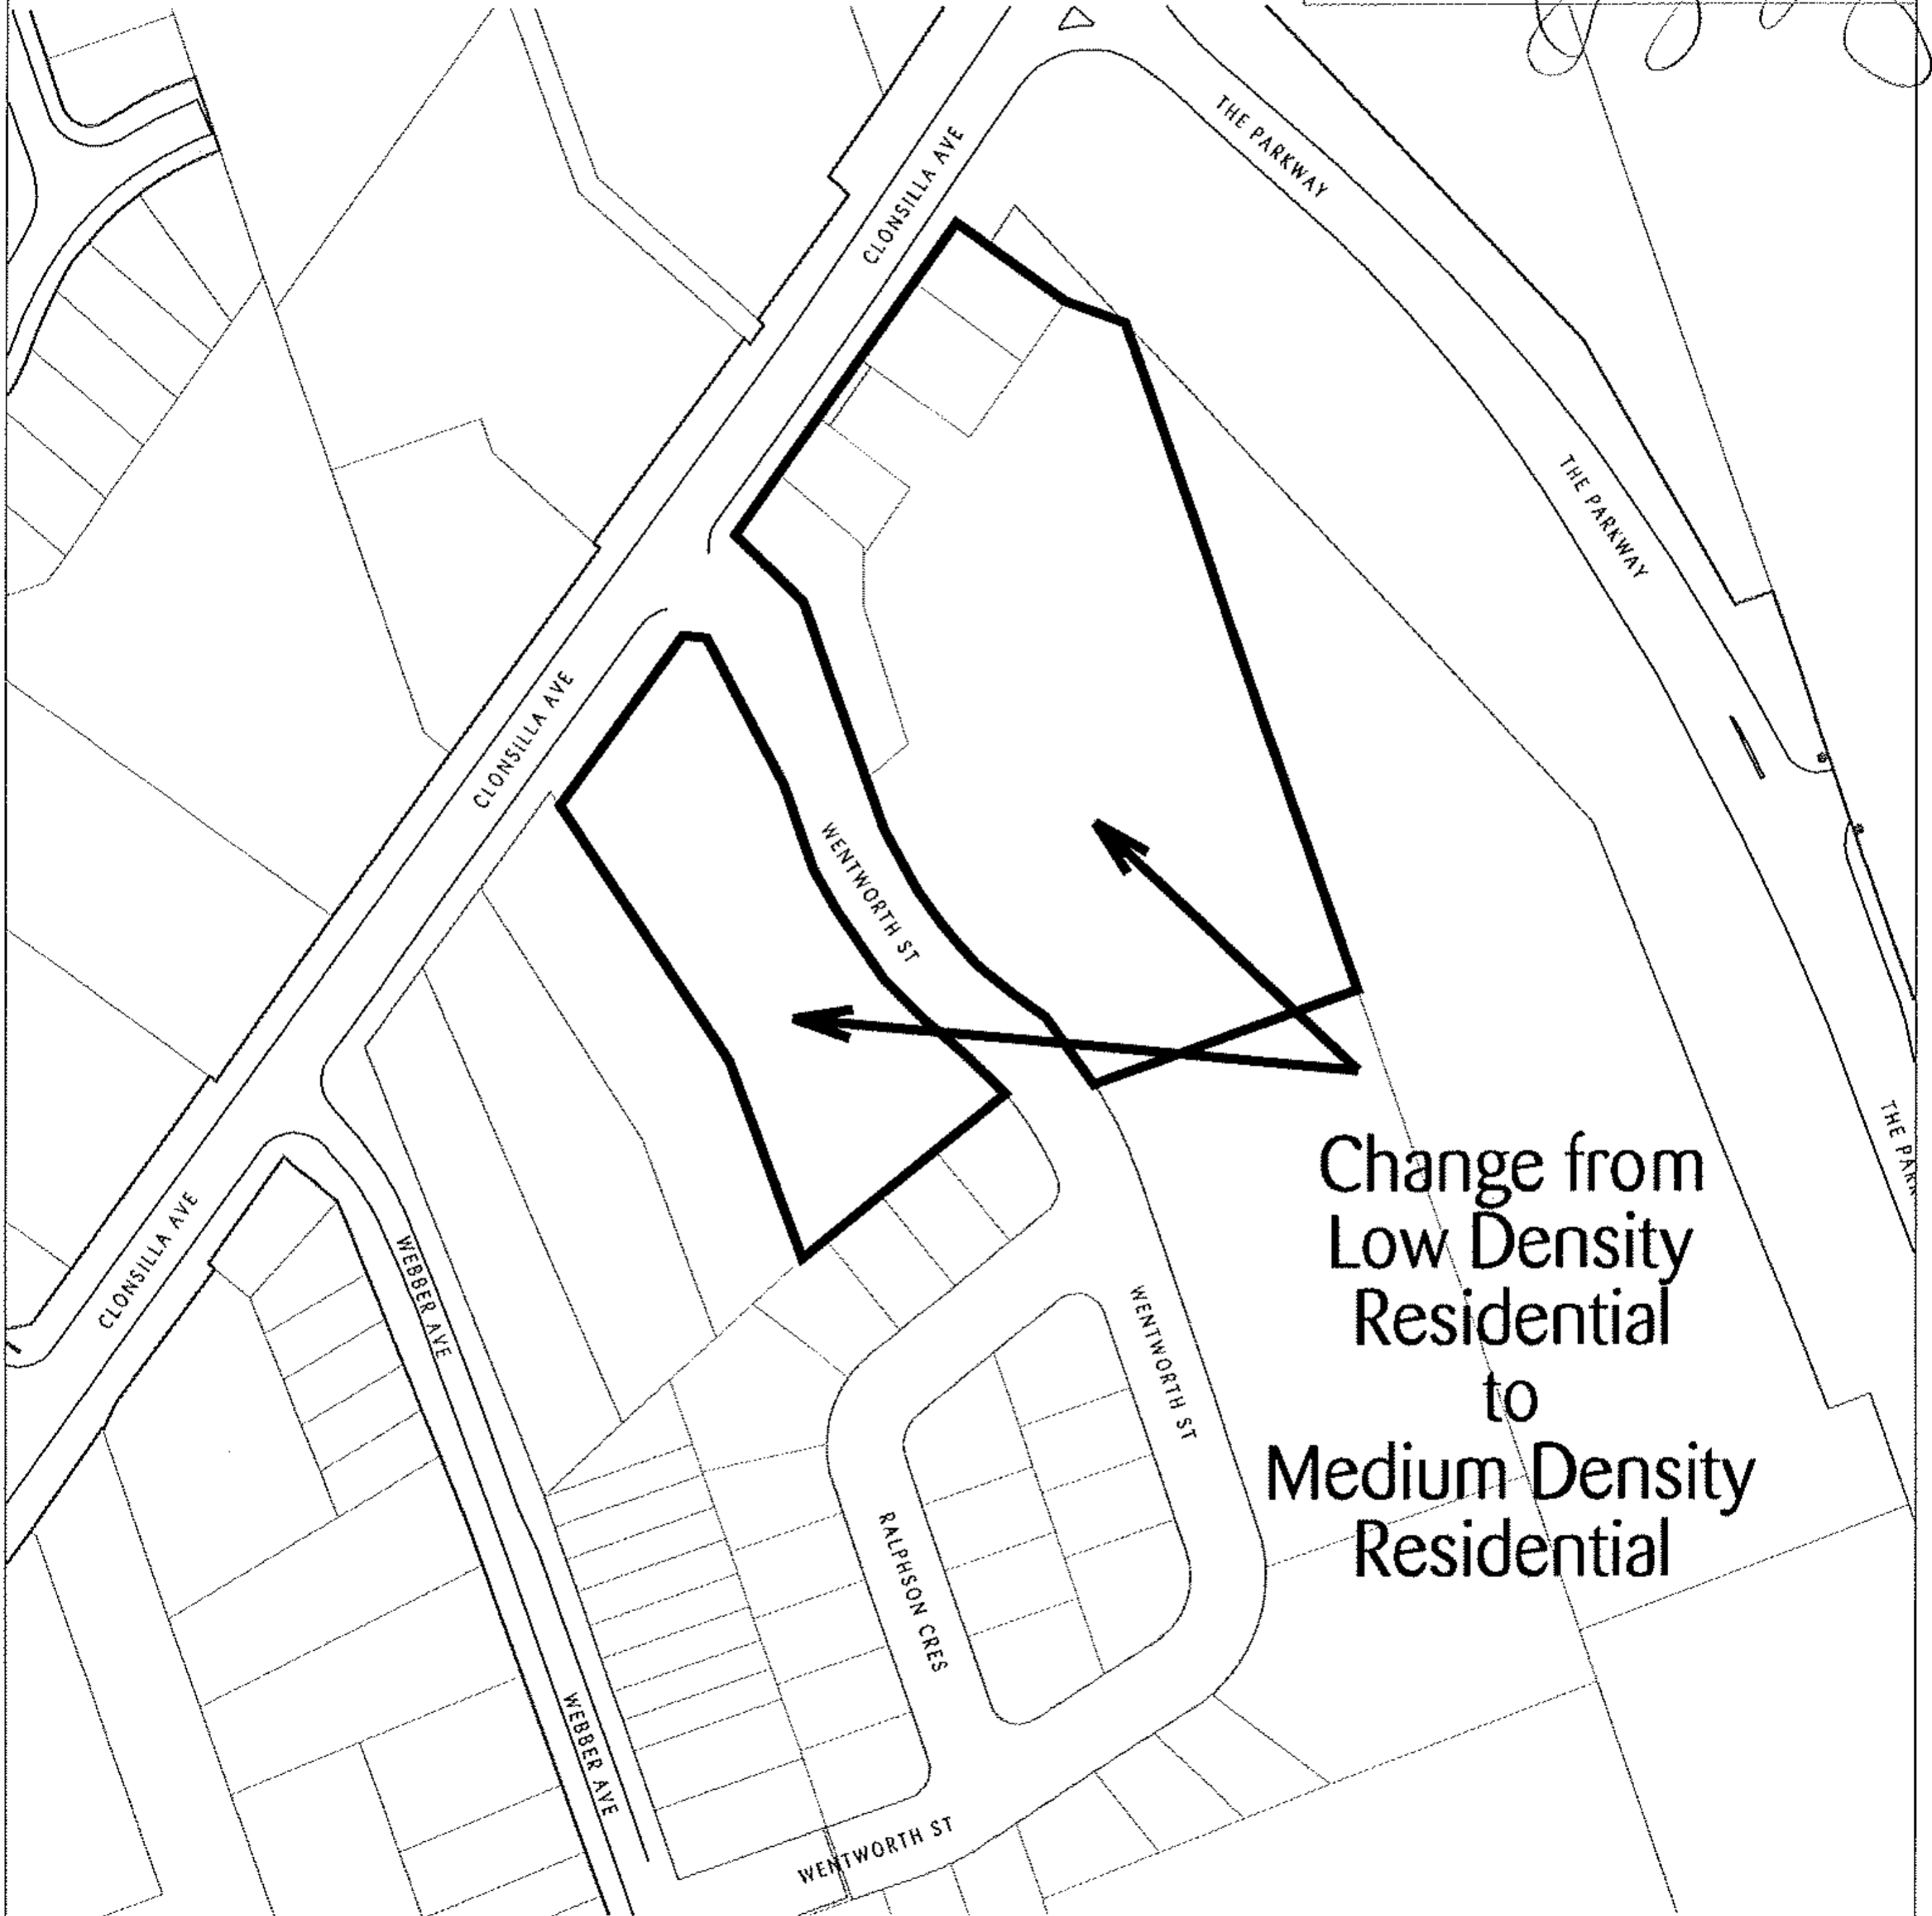 THE PARKWAY
CLONSILLA AVE
THE PARKWAY
CLONSILLA AVE
WENTWORTH ST
THE PARK
Change from
Low Density
Residential
to
Medium Density
Residential
CLONSILLA AVE
WEBBER AVE
WENTWORTH ST
RALPHSON CRES
WEBBER AVE
WENTWORTH ST